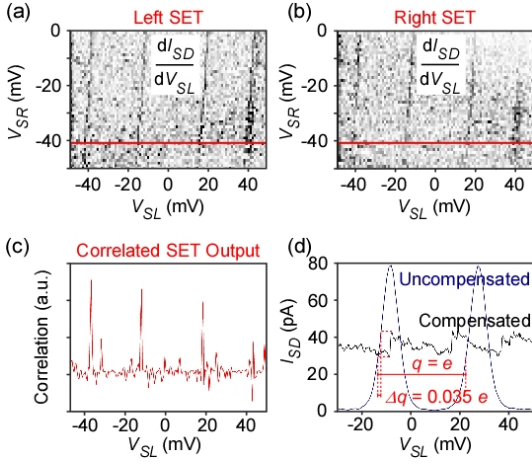 (a) Left SET
dI_SD
dV_SL
V_SR (mV)
0
-20
-40
-40 -20 0 20 40
V_SL (mV)
(b) Right SET
dI_SD
dV_SL
V_SR (mV)
0
-20
-40
-40 -20 0 20 40
V_SL (mV)
(c) Correlated SET Output
Correlation (a.u.)
-40 -20 0 20 40
V_SL (mV)
(d)
I_SD (pA)
80
60
40
20
0
Uncompensated
Compensated
q = e
Δq = 0.035 e
-40 -20 0 20 40
V_SL (mV)